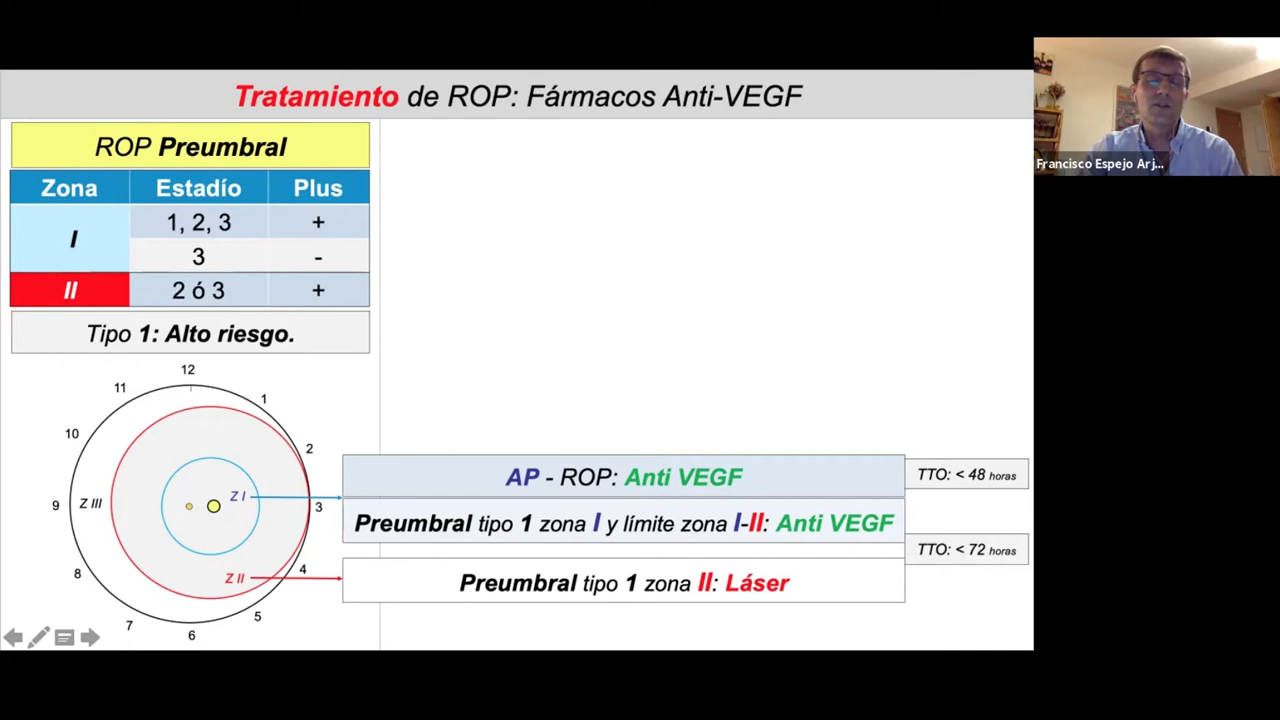 Tratamiento de ROP: Fármacos Anti-VEGF
Francisco Espejo Arj...
ROP Preumbral
Zona Estadío Plus
I 1, 2, 3 +
3 -
II 2 ó 3 +
Tipo 1: Alto riesgo.
12
11 1
10 2
9 Z III Z I 3
8 Z II 4
7 5
6
AP - ROP: Anti VEGF
TTO: < 48 horas
Preumbral tipo 1 zona I y límite zona I-II: Anti VEGF
TTO: < 72 horas
Preumbral tipo 1 zona II: Láser